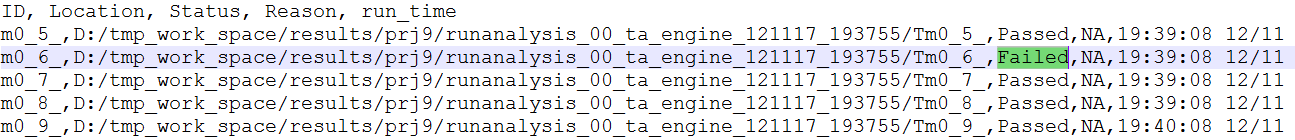 ID, Location, Status, Reason, run_time
m0_5_,D:/tmp_work_space/results/prj9/runanalysis_00_ta_engine_121117_193755/Tm0_5_,Passed,NA,19:39:08 12/11
m0_6_,D:/tmp_work_space/results/prj9/runanalysis_00_ta_engine_121117_193755/Tm0_6_,Failed,NA,19:39:08 12/11
m0_7_,D:/tmp_work_space/results/prj9/runanalysis_00_ta_engine_121117_193755/Tm0_7_,Passed,NA,19:39:08 12/11
m0_8_,D:/tmp_work_space/results/prj9/runanalysis_00_ta_engine_121117_193755/Tm0_8_,Passed,NA,19:39:08 12/11
m0_9_,D:/tmp_work_space/results/prj9/runanalysis_00_ta_engine_121117_193755/Tm0_9_,Passed,NA,19:40:08 12/11